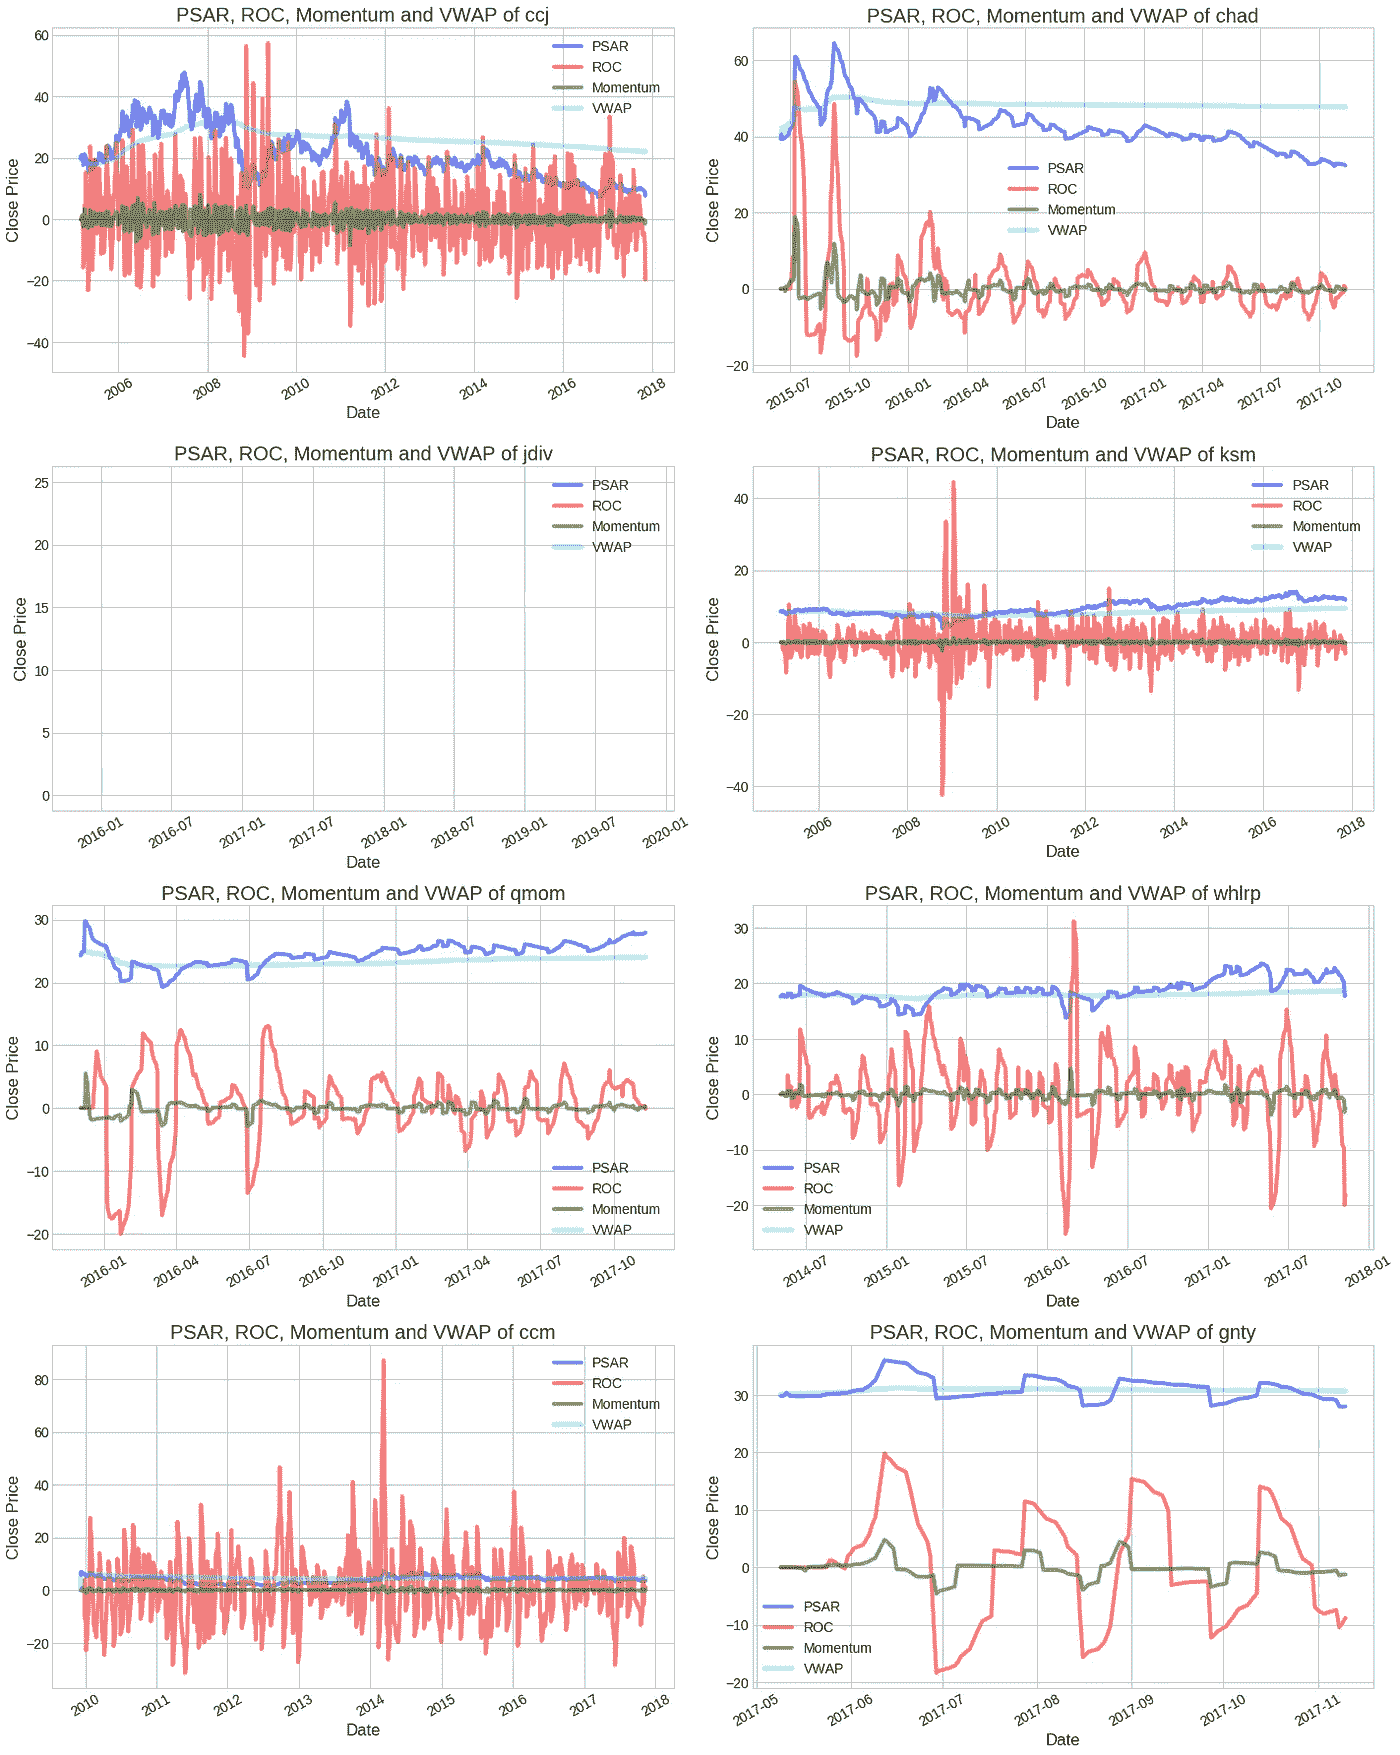 PSAR, ROC, Momentum and VWAP of ccj
60
40
20
0
−20
−40
Close Price
PSAR
ROC
Momentum
VWAP
2006
2008
2010
2012
2014
2016
2018
Date
PSAR, ROC, Momentum and VWAP of chad
60
40
20
0
−20
Close Price
PSAR
ROC
Momentum
VWAP
2015-07
2015-10
2016-01
2016-04
2016-07
2016-10
2017-01
2017-04
2017-07
2017-10
Date
PSAR, ROC, Momentum and VWAP of jdiv
25
20
15
10
5
0
Close Price
PSAR
ROC
Momentum
VWAP
2016-01
2016-07
2017-01
2017-07
2018-01
2018-07
2019-01
2019-07
2020-01
Date
PSAR, ROC, Momentum and VWAP of ksm
40
20
0
−20
−40
Close Price
PSAR
ROC
Momentum
VWAP
2006
2008
2010
2012
2014
2016
2018
Date
PSAR, ROC, Momentum and VWAP of qmom
30
20
10
0
−10
−20
Close Price
PSAR
ROC
Momentum
VWAP
2016-01
2016-04
2016-07
2016-10
2017-01
2017-04
2017-07
2017-10
Date
PSAR, ROC, Momentum and VWAP of whlrp
30
20
10
0
−10
−20
Close Price
PSAR
ROC
Momentum
VWAP
2014-07
2015-01
2015-07
2016-01
2016-07
2017-01
2017-07
2018-01
Date
PSAR, ROC, Momentum and VWAP of ccm
80
60
40
20
0
−20
Close Price
PSAR
ROC
Momentum
VWAP
2010
2011
2012
2013
2014
2015
2016
2017
2018
Date
PSAR, ROC, Momentum and VWAP of gnty
30
20
10
0
−10
−20
Close Price
PSAR
ROC
Momentum
VWAP
2017-05
2017-06
2017-07
2017-08
2017-09
2017-10
2017-11
Date